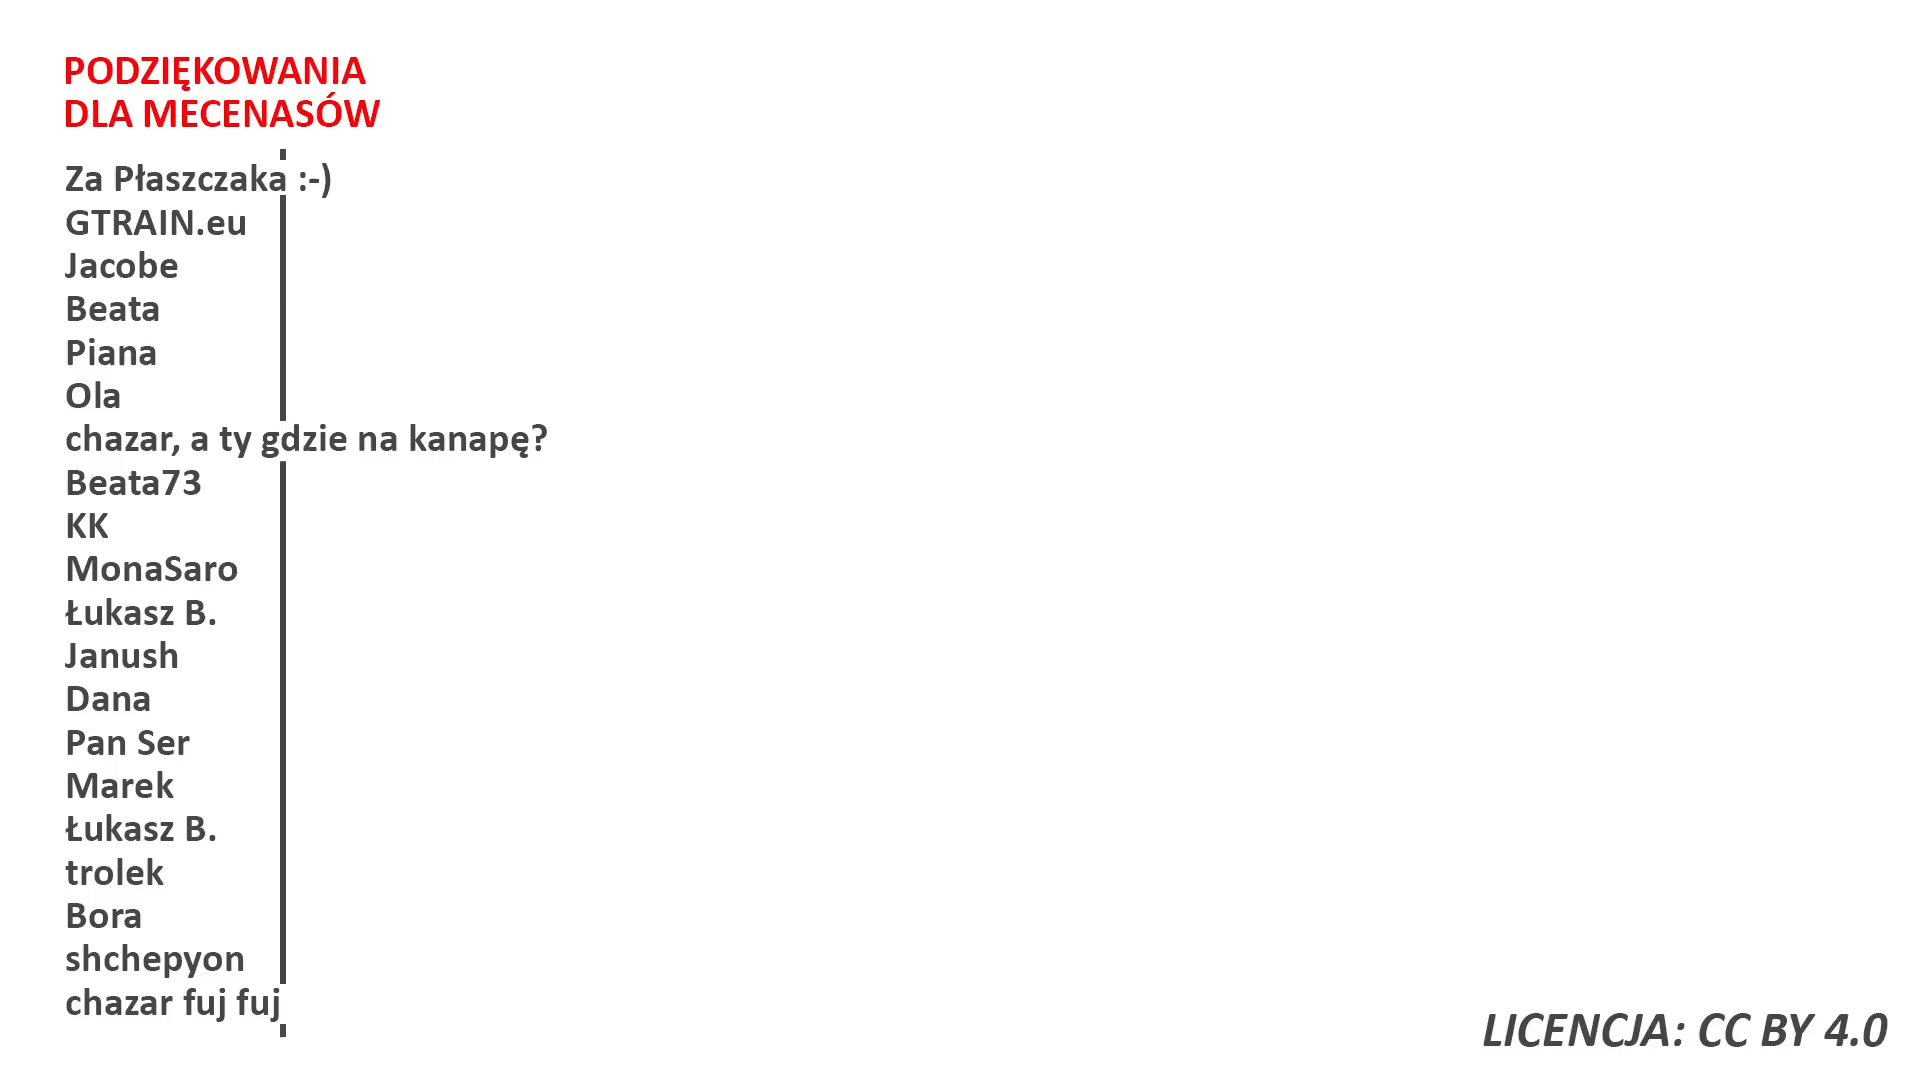 PODZIĘKOWANIA
DLA MECENASÓW
Za Płaszczaka :-)
GTRAIN.eu
Jacobe
Beata
Piana
Ola
chazar, a ty gdzie na kanapę?
Beata73
KK
MonaSaro
Łukasz B.
Janush
Dana
Pan Ser
Marek
Łukasz B.
trolek
Bora
shchepyon
chazar fuj fuj
LICENCJA: CC BY 4.0